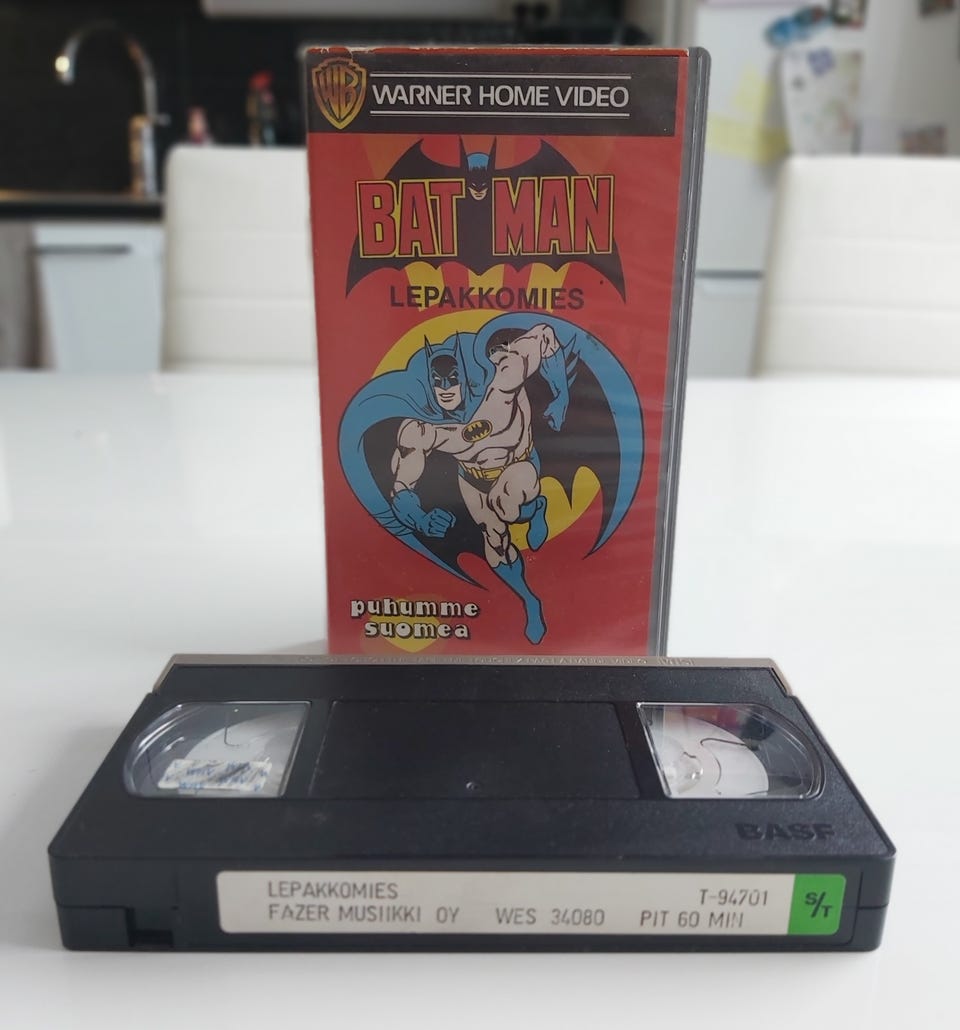 WB WARNER HOME VIDEO
BATMAN
LEPAKKOMIES
puhumme
suomea
BASF
LEPAKKOMIES T-94701
FAZER MUSIIKKI OY WES 34080 PIT 60 MIN
S/T